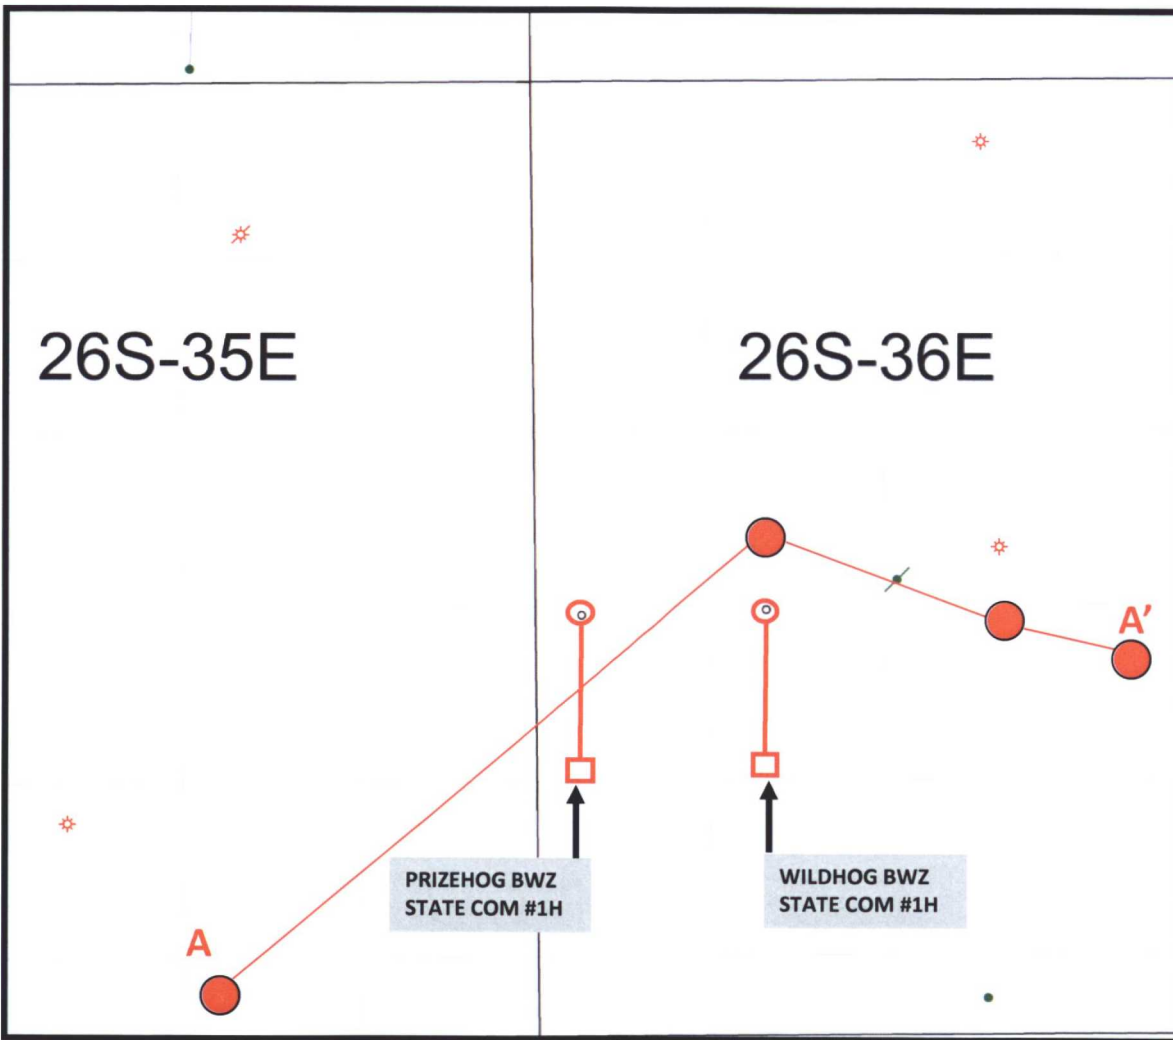 26S-35E
26S-36E
A'
PRIZEHOG BWZ
STATE COM #1H
WILDHOG BWZ
STATE COM #1H
A